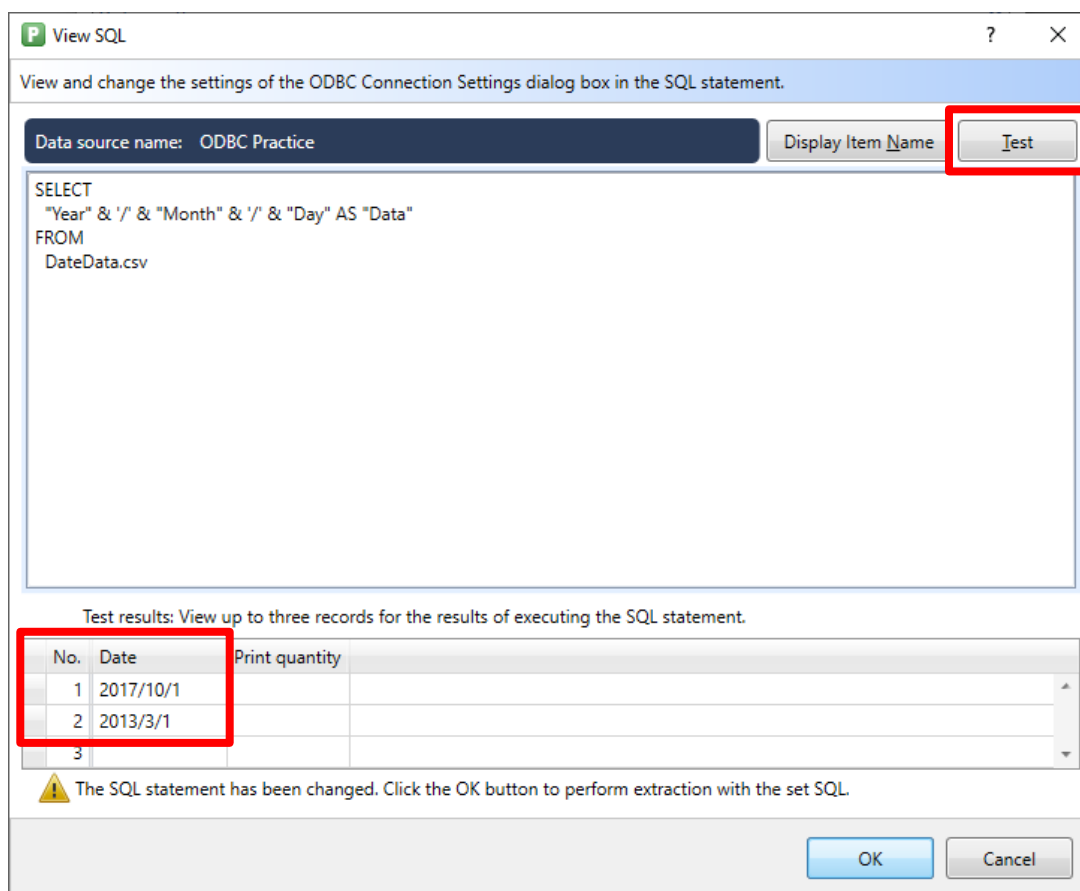 P View SQL ?
View and change the settings of the ODBC Connection Settings dialog box in the SQL statement.
Data source name: ODBC Practice Display Item Name Test
SELECT
"Year" & '/' & "Month" & '/' & "Day" AS "Data"
FROM
DateData.csv
Test results: View up to three records for the results of executing the SQL statement.
No. Date Print quantity
1 2017/10/1
2 2013/3/1
3
The SQL statement has been changed. Click the OK button to perform extraction with the set SQL.
OK Cancel